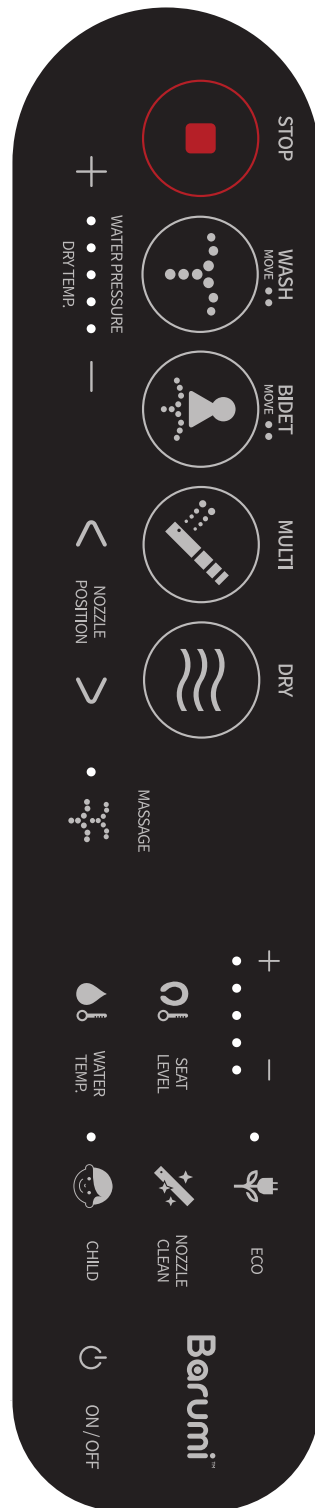 STOP
WASH
MOVE
BIDET
MOVE
MULTI
DRY
WATER PRESSURE
DRY TEMP.
NOZZLE
POSITION
MASSAGE
SEAT
LEVEL
WATER
TEMP.
ECO
NOZZLE
CLEAN
CHILD
Barumi™
ON / OFF